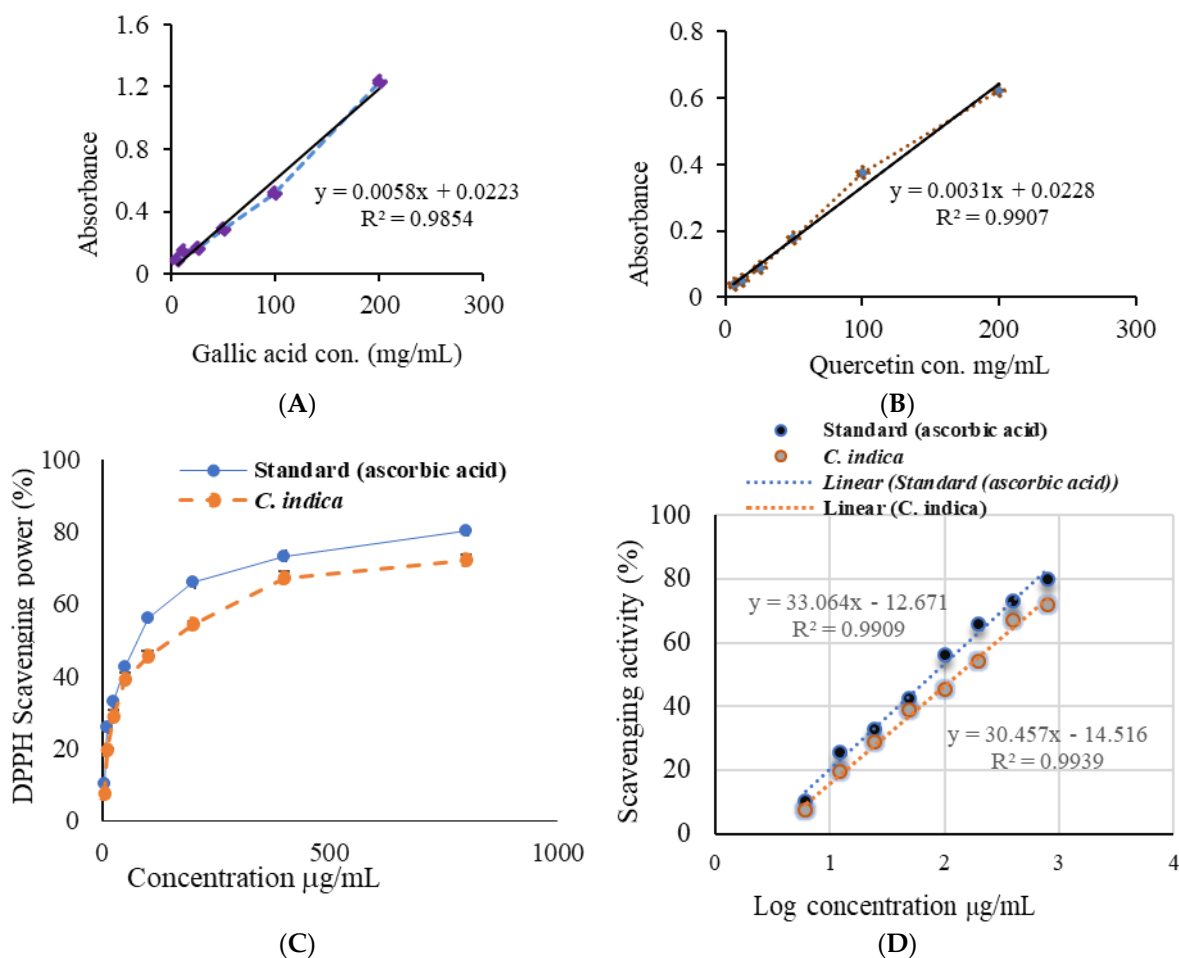 1.6
1.2
0.8
0.4
0
0
100
200
300
Absorbance
y = 0.0058x + 0.0223
R² = 0.9854
Gallic acid con. (mg/mL)
(A)
0.8
0.6
0.4
0.2
0
0
100
200
300
Absorbance
y = 0.0031x + 0.0228
R² = 0.9907
Quercetin con. mg/mL
(B)
100
80
60
40
20
0
0
500
1000
DPPH Scavenging power (%)
Standard (ascorbic acid)
C. indica
Concentration µg/mL
(C)
Standard (ascorbic acid)
C. indica
Linear (Standard (ascorbic acid))
Linear (C. indica)
100
80
60
40
20
0
0
1
2
3
4
Scavenging activity (%)
y = 33.064x - 12.671
R² = 0.9909
y = 30.457x - 14.516
R² = 0.9939
Log concentration µg/mL
(D)